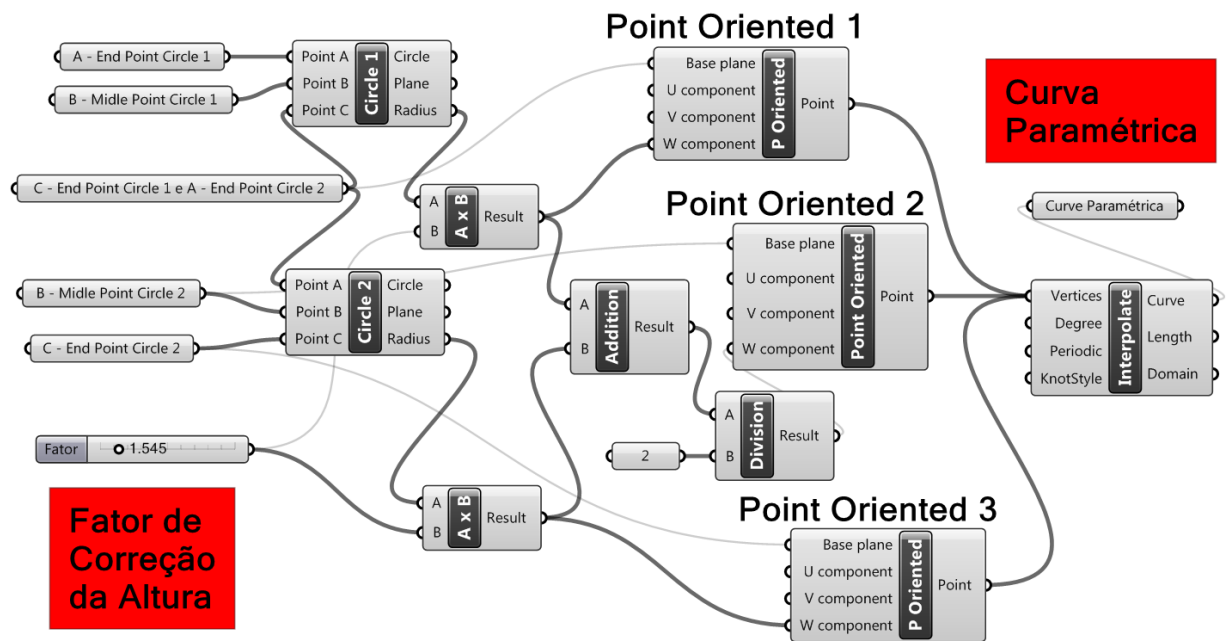 Point Oriented 1
A - End Point Circle 1
B - Midle Point Circle 1
Point A
Point B
Point C
Circle 1
Circle
Plane
Radius
Base plane
U component
V component
W component
P Oriented
Point
Curva
Paramétrica
C - End Point Circle 1 e A - End Point Circle 2
A
B
A x B
Result
Point Oriented 2
Base plane
U component
V component
W component
Point Oriented
Point
Curve Paramétrica
B - Midle Point Circle 2
C - End Point Circle 2
Point A
Point B
Point C
Circle 2
Circle
Plane
Radius
A
B
Addition
Result
Vertices
Degree
Periodic
KnotStyle
Interpolate
Curve
Length
Domain
Fator
1.545
2
A
B
Division
Result
Fator de
Correção
da Altura
A
B
A x B
Result
Point Oriented 3
Base plane
U component
V component
W component
P Oriented
Point